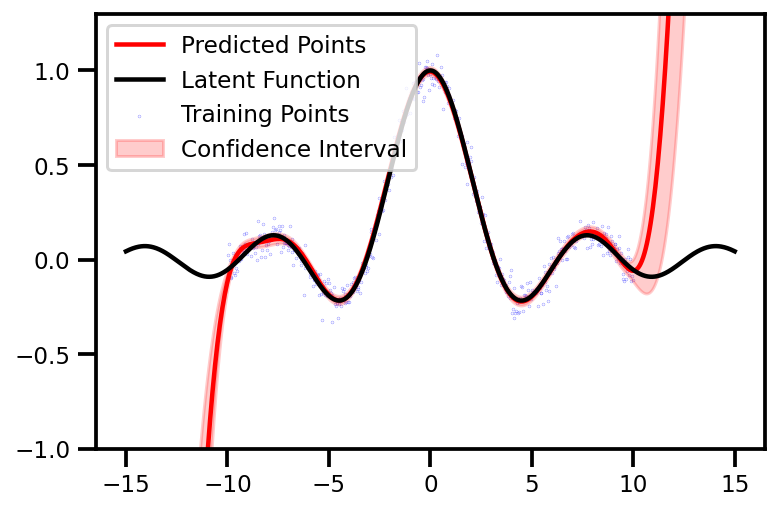 Predicted Points
Latent Function
Training Points
Confidence Interval
1.0
0.5
0.0
−0.5
−1.0
−15 −10 −5 0 5 10 15